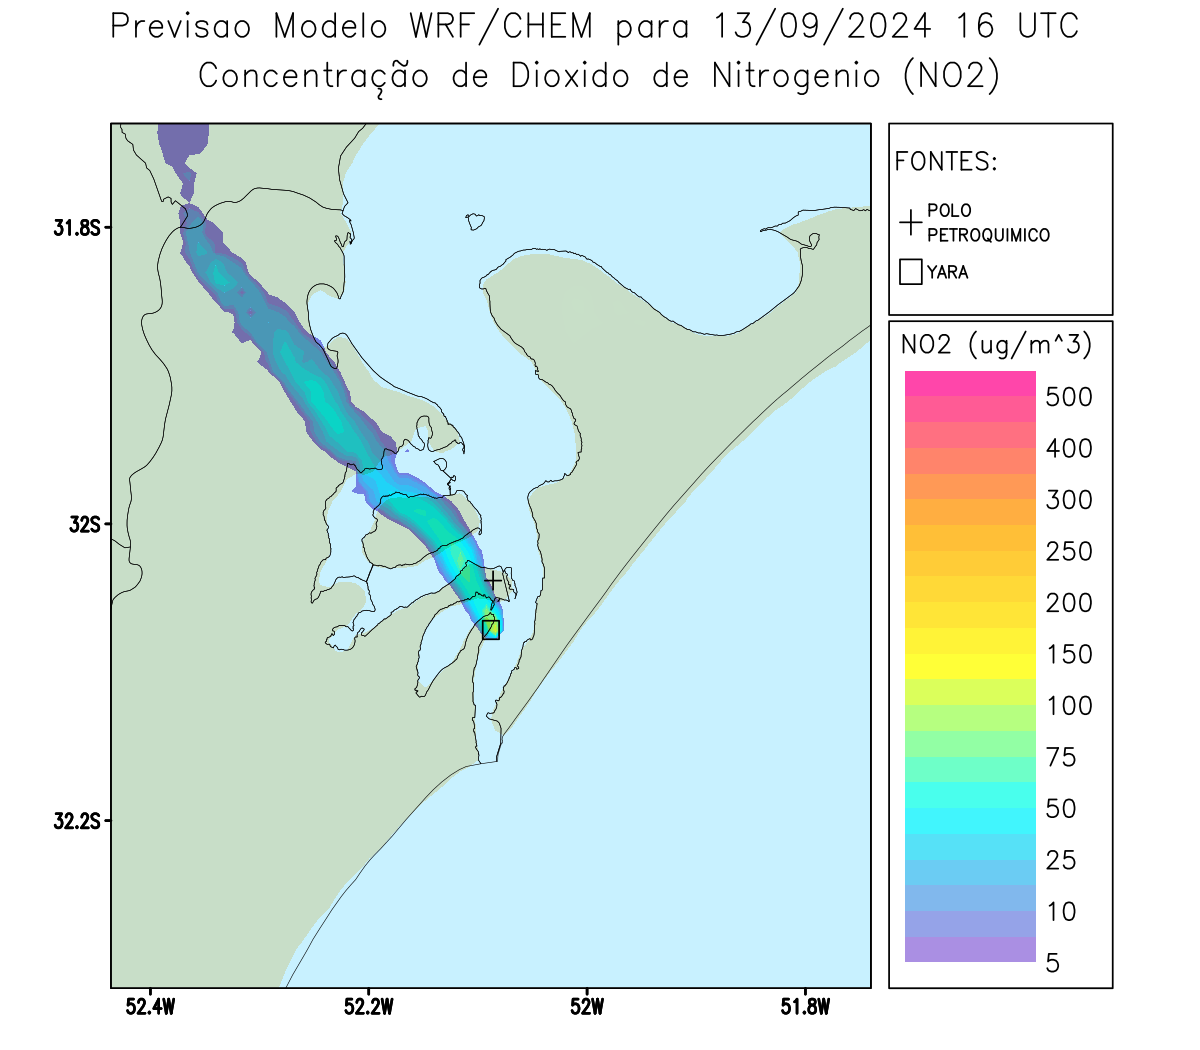 Previsao Modelo WRF/CHEM para 13/09/2024 16 UTC
Concentração de Dioxido de Nitrogenio (NO2)
FONTES:
POLO
PETROQUIMICO
YARA
NO2 (ug/m^3)
500
400
300
250
200
150
100
75
50
25
10
5
31.8S
32S
32.2S
52.4W
52.2W
52W
51.8W